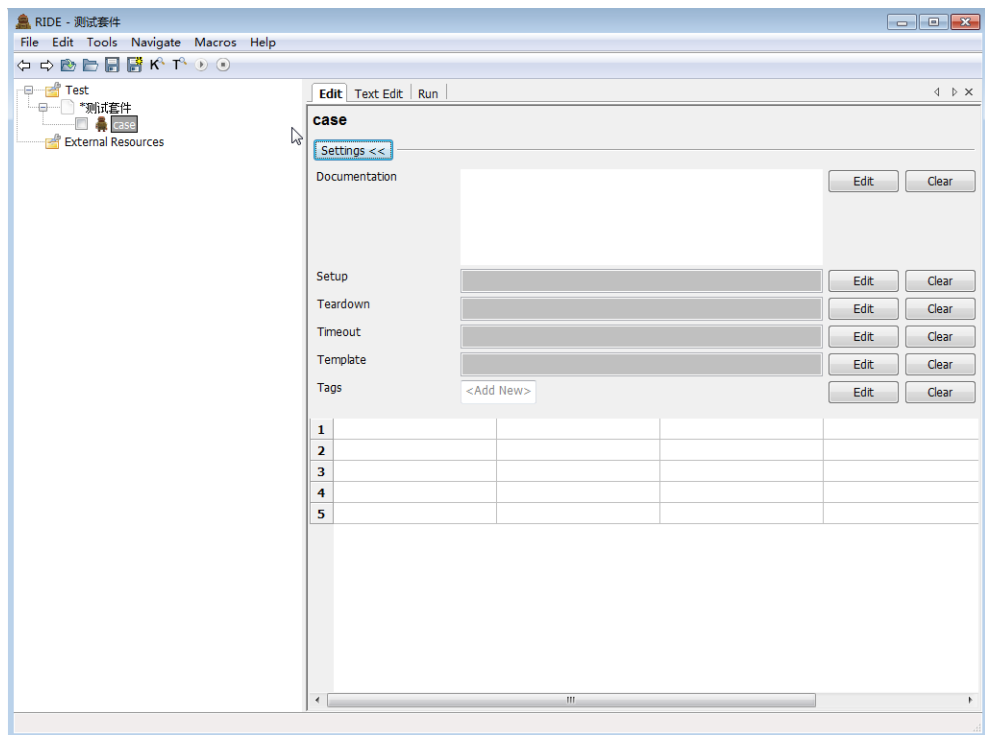 RIDE - 测试套件
File Edit Tools Navigate Macros Help
K T
Test
*测试套件
case
External Resources
Edit Text Edit Run
case
Settings <<
Documentation Edit Clear
Setup Edit Clear
Teardown Edit Clear
Timeout Edit Clear
Template Edit Clear
Tags <Add New> Edit Clear
1
2
3
4
5